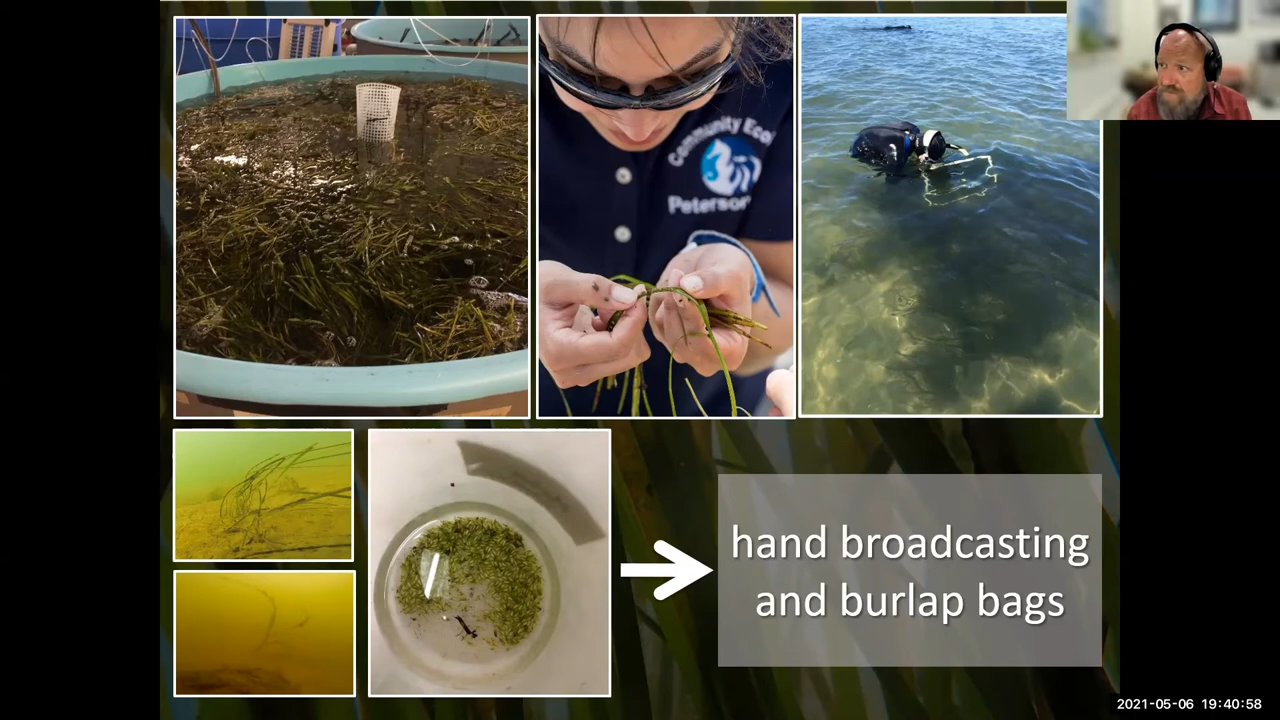 Community Eco
Peterson
hand broadcasting
and burlap bags
2021-05-06 19:40:58